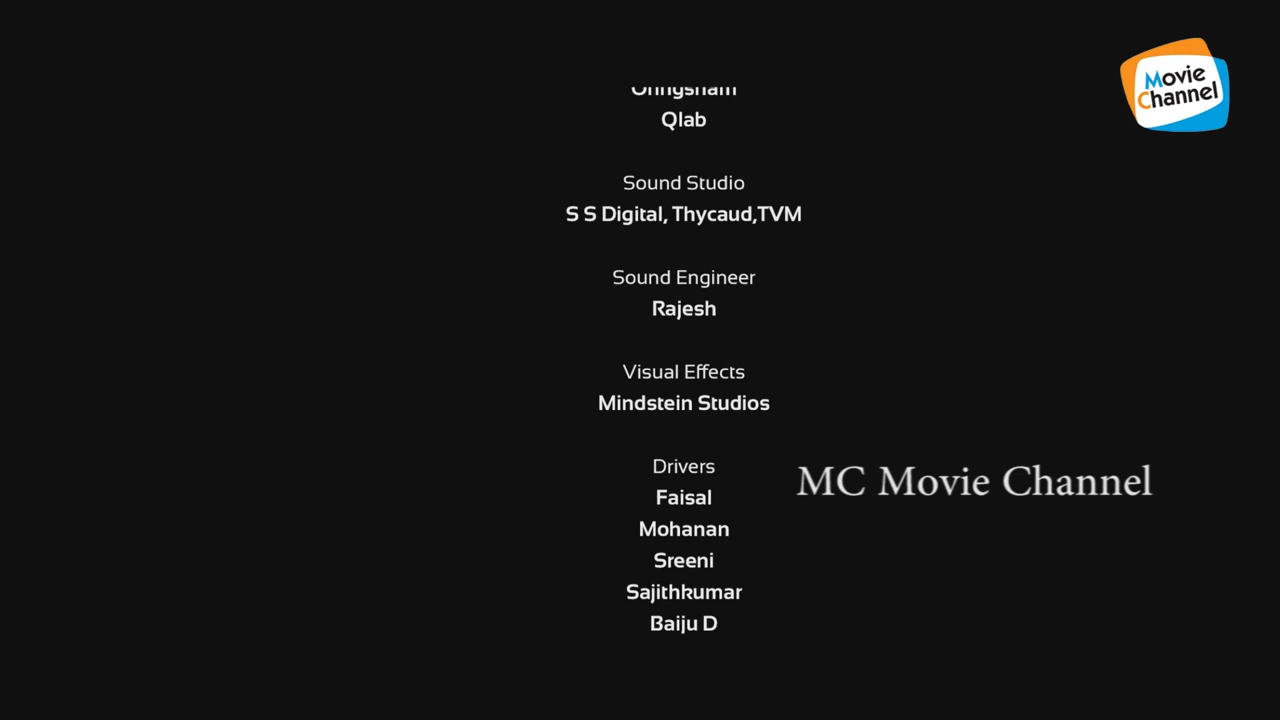 Qlab
Sound Studio
S S Digital, Thycaud,TVM
Sound Engineer
Rajesh
Visual Effects
Mindstein Studios
Drivers
Faisal
Mohanan
Sreeni
Sajithkumar
Baiju D
MC Movie Channel
Movie
Channel